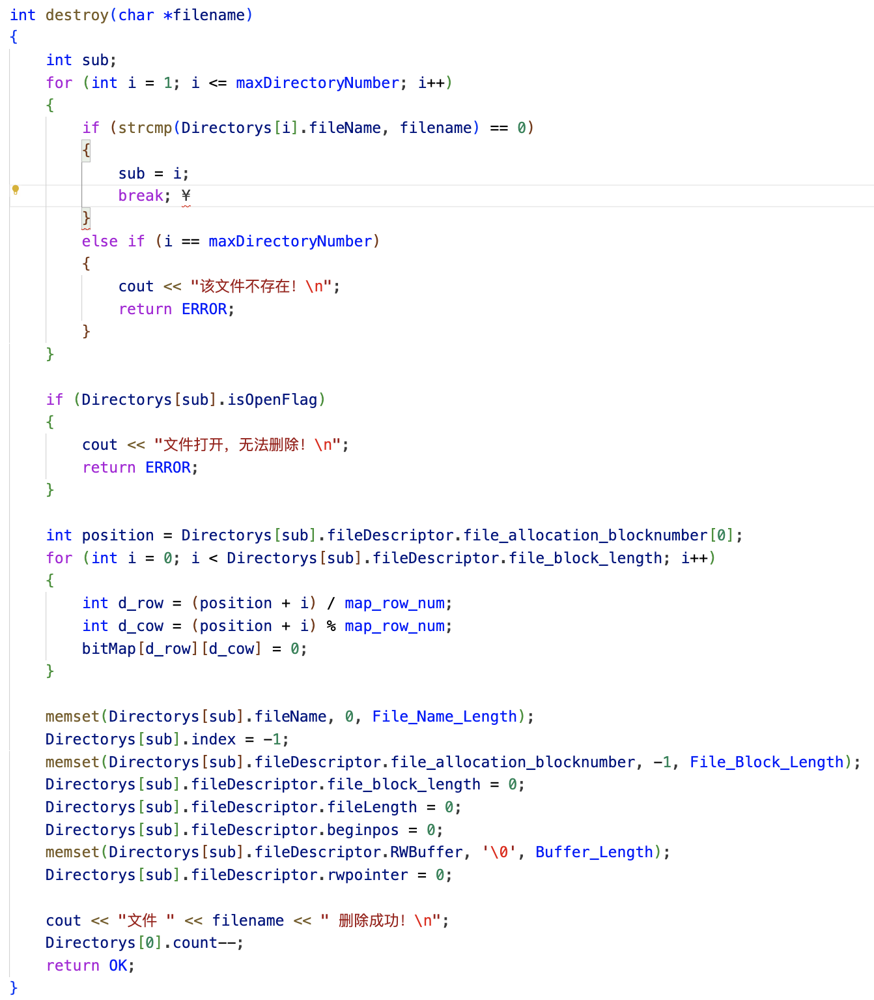 int destroy(char *filename)
{
    int sub;
    for (int i = 1; i <= maxDirectoryNumber; i++)
    {
        if (strcmp(Directorys[i].fileName, filename) == 0)
        {
            sub = i;
            break; ¥
        }
        else if (i == maxDirectoryNumber)
        {
            cout << "该文件不存在！\n";
            return ERROR;
        }
    }

    if (Directorys[sub].isOpenFlag)
    {
        cout << "文件打开，无法删除！\n";
        return ERROR;
    }

    int position = Directorys[sub].fileDescriptor.file_allocation_blocknumber[0];
    for (int i = 0; i < Directorys[sub].fileDescriptor.file_block_length; i++)
    {
        int d_row = (position + i) / map_row_num;
        int d_cow = (position + i) % map_row_num;
        bitMap[d_row][d_cow] = 0;
    }

    memset(Directorys[sub].fileName, 0, File_Name_Length);
    Directorys[sub].index = -1;
    memset(Directorys[sub].fileDescriptor.file_allocation_blocknumber, -1, File_Block_Length);
    Directorys[sub].fileDescriptor.file_block_length = 0;
    Directorys[sub].fileDescriptor.fileLength = 0;
    Directorys[sub].fileDescriptor.beginpos = 0;
    memset(Directorys[sub].fileDescriptor.RWBuffer, '\0', Buffer_Length);
    Directorys[sub].fileDescriptor.rwpointer = 0;

    cout << "文件 " << filename << " 删除成功！\n";
    Directorys[0].count--;
    return OK;
}